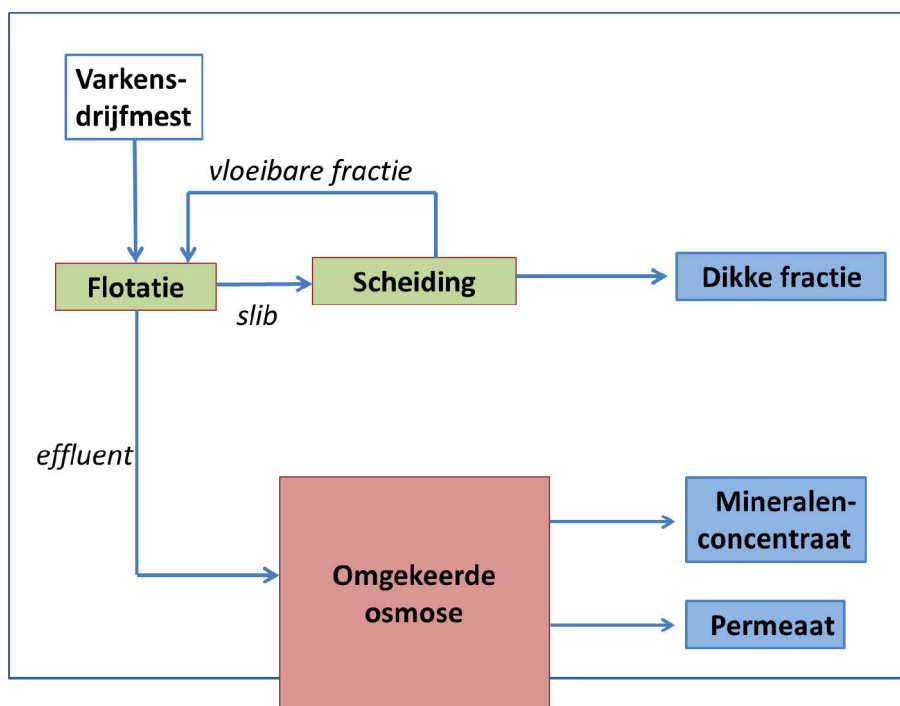 Varkens-
drijfmest
vloeibare fractie
Flotatie
slib
Scheiding
Dikke fractie
effluent
Omgekeerde
osmose
Mineralen-
concentraat
Permeaat